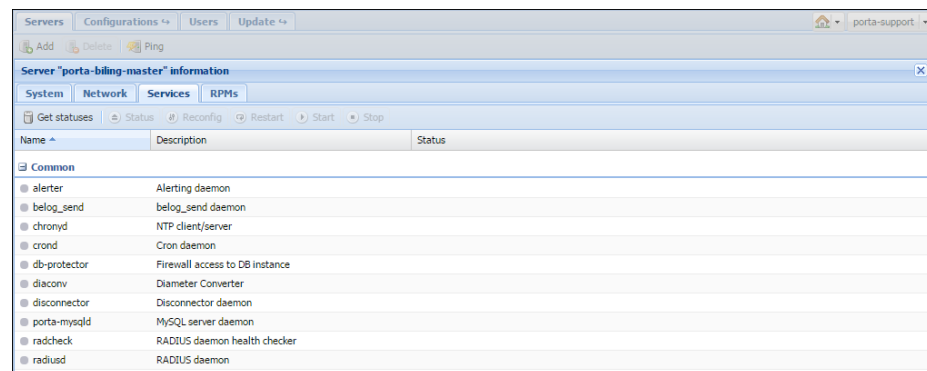 Servers Configurations Users Update porta-support
Add Delete Ping
Server "porta-biling-master" information
System Network Services RPMs
Get statuses Status Reconfig Restart Start Stop
Name Description Status
Common
alerter Alerting daemon
belog_send belog_send daemon
chronyd NTP client/server
crond Cron daemon
db-protector Firewall access to DB instance
diaconv Diameter Converter
disconnector Disconnector daemon
porta-mysqld MySQL server daemon
radcheck RADIUS daemon health checker
radiusd RADIUS daemon